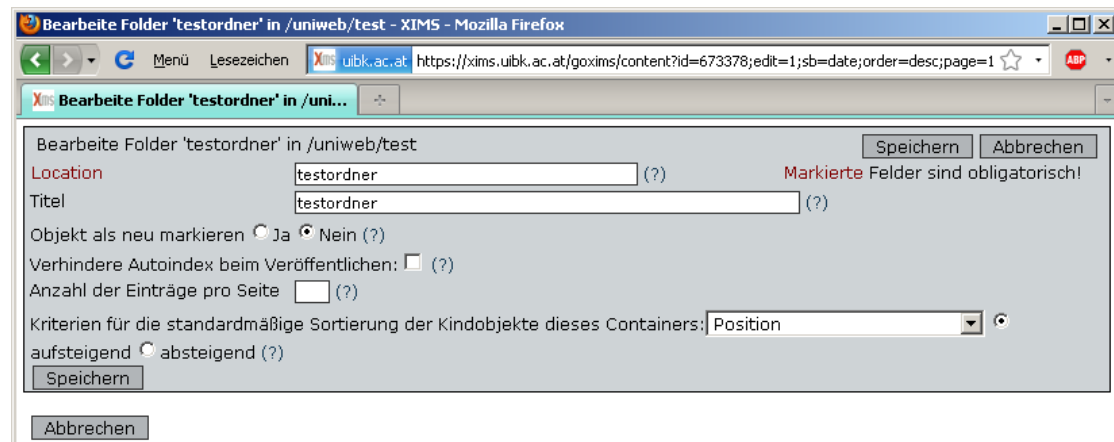 Bearbeite Folder 'testordner' in /uniweb/test - XIMS - Mozilla Firefox
Menü Lesezeichen Xims uibk.ac.at https://xims.uibk.ac.at/goxims/content?id=673378;edit=1;sb=date;order=desc;page=1 ABP
Xims Bearbeite Folder 'testordner' in /uni...
Bearbeite Folder 'testordner' in /uniweb/test Speichern Abbrechen
Location testordner (?) Markierte Felder sind obligatorisch!
Titel testordner (?)
Objekt als neu markieren Ja Nein (?)
Verhindere Autoindex beim Veröffentlichen: (?)
Anzahl der Einträge pro Seite (?)
Kriterien für die standardmäßige Sortierung der Kindobjekte dieses Containers: Position
aufsteigend absteigend (?)
Speichern
Abbrechen